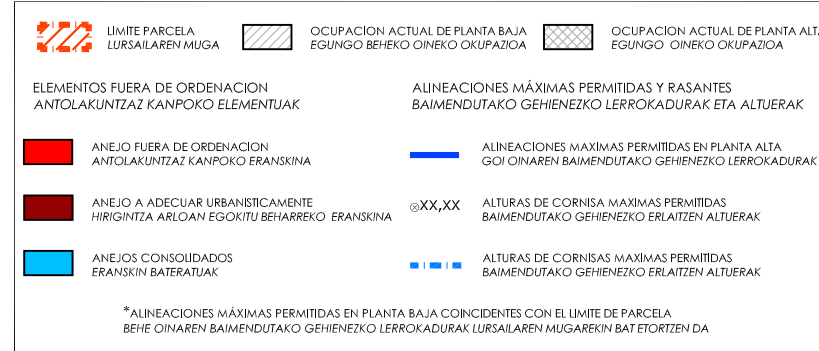 LIMITE PARCELA
LURSAILAREN MUGA
OCUPACION ACTUAL DE PLANTA BAJA
EGUNGO BEHEKO OINEKO OKUPAZIOA
OCUPACION ACTUAL DE PLANTA ALTA
EGUNGO OINEKO OKUPAZIOA
ELEMENTOS FUERA DE ORDENACION
ANTOLAKUNTZAZ KANPOKO ELEMENTUAK
ALINEACIONES MÁXIMAS PERMITIDAS Y RASANTES
BAIMENDUTAKO GEHIENEZKO LERROKADURAK ETA ALTUERAK
ANEJO FUERA DE ORDENACION
ANTOLAKUNTZAZ KANPOKO ERANSKINA
ALINEACIONES MAXIMAS PERMITIDAS EN PLANTA ALTA
GOI OINAREN BAIMENDUTAKO GEHIENEZKO LERROKADURAK
ANEJO A ADECUAR URBANISTICAMENTE
HIRIGINTZA ARLOAN EGOKITU BEHARREKO ERANSKINA
⊗XX,XX
ALTURAS DE CORNISA MAXIMAS PERMITIDAS
BAIMENDUTAKO GEHIENEZKO ERLAITZEN ALTUERAK
ANEJOS CONSOLIDADOS
ERANSKIN BATERATUAK
ALTURAS DE CORNISAS MAXIMAS PERMITIDAS
BAIMENDUTAKO GEHIENEZKO ERLAITZEN ALTUERAK
*ALINEACIONES MÁXIMAS PERMITIDAS EN PLANTA BAJA COINCIDENTES CON EL LIMITE DE PARCELA
BEHE OINAREN BAIMENDUTAKO GEHIENEZKO LERROKADURAK LURSAILAREN MUGAREKIN BAT ETORTZEN DA